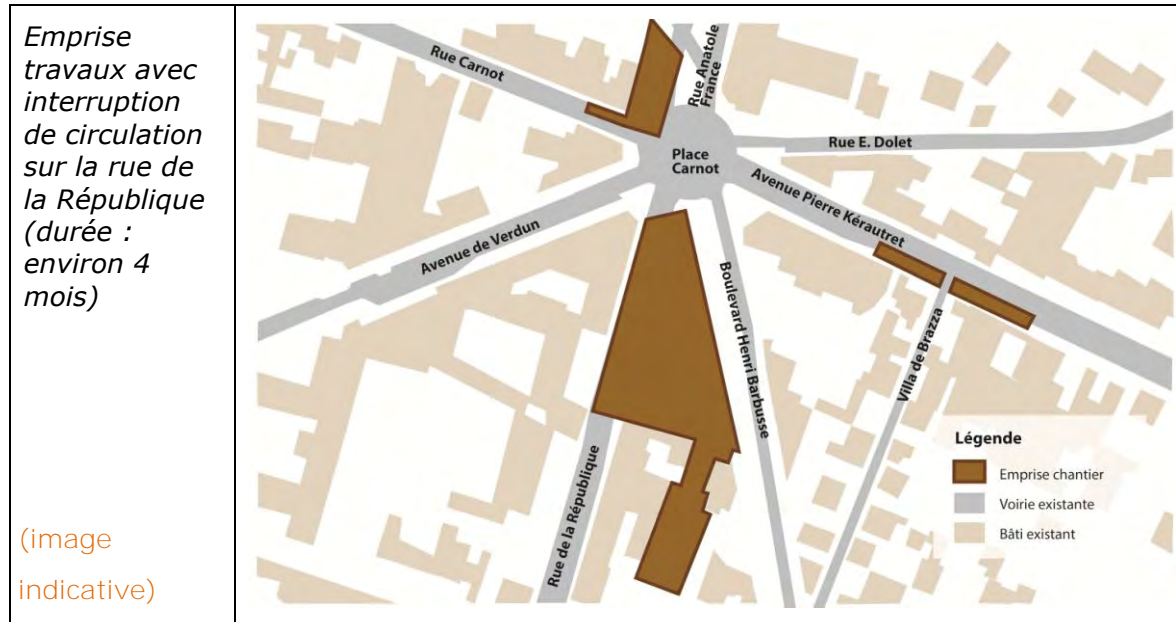 Emprise
travaux avec
interruption
de circulation
sur la rue de
la République
(durée :
environ 4
mois)
(image
indicative)
Rue Carnot
Rue Anatole
France
Place
Carnot
Rue E. Dolet
Avenue Pierre Kérautret
Avenue de Verdun
Boulevard Henri Barbusse
Villa de Brazza
Rue de la République
Légende
Emprise chantier
Voirie existante
Bâti existant